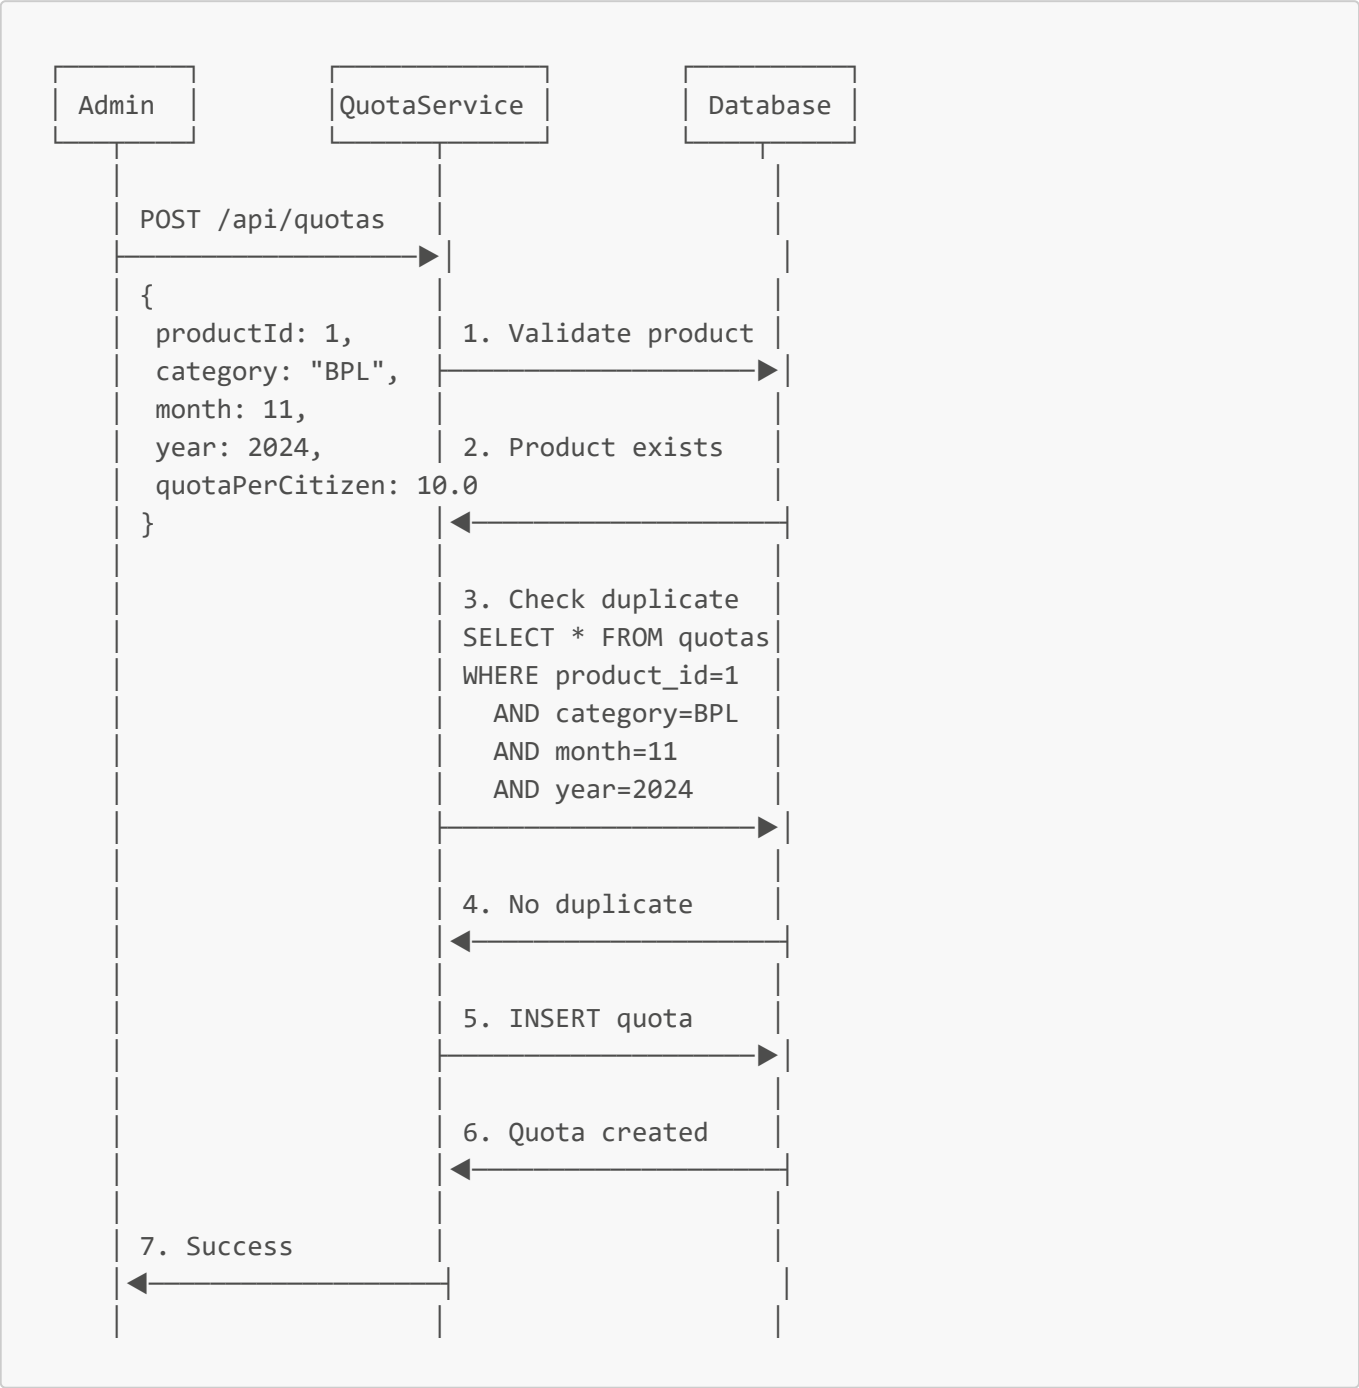 Admin QuotaService Database
POST /api/quotas
{
productId: 1, 1. Validate product
category: "BPL",
month: 11,
year: 2024, 2. Product exists
quotaPerCitizen: 10.0
}
3. Check duplicate
SELECT * FROM quotas
WHERE product_id=1
AND category=BPL
AND month=11
AND year=2024
4. No duplicate
5. INSERT quota
6. Quota created
7. Success